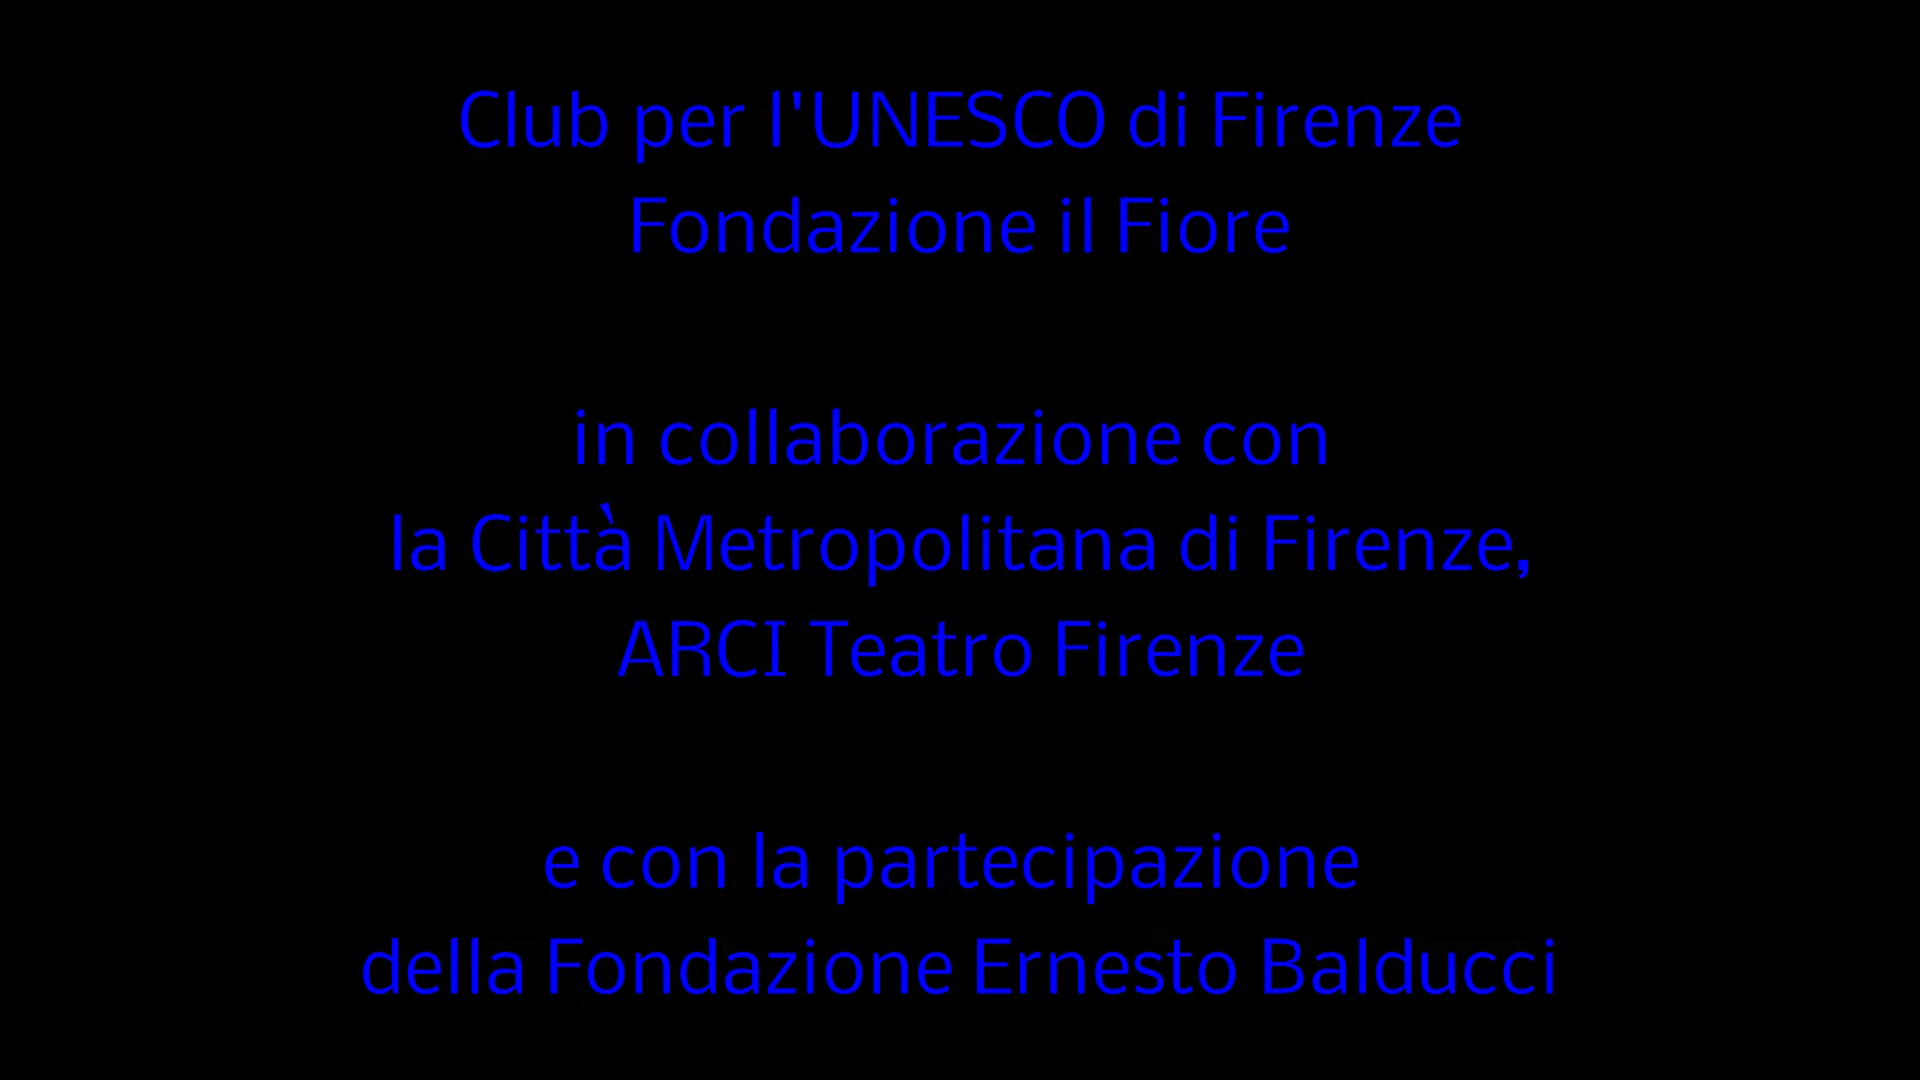 Club per l'UNESCO di Firenze
Fondazione il Fiore
in collaborazione con
la Città Metropolitana di Firenze,
ARCI Teatro Firenze
e con la partecipazione
della Fondazione Ernesto Balducci